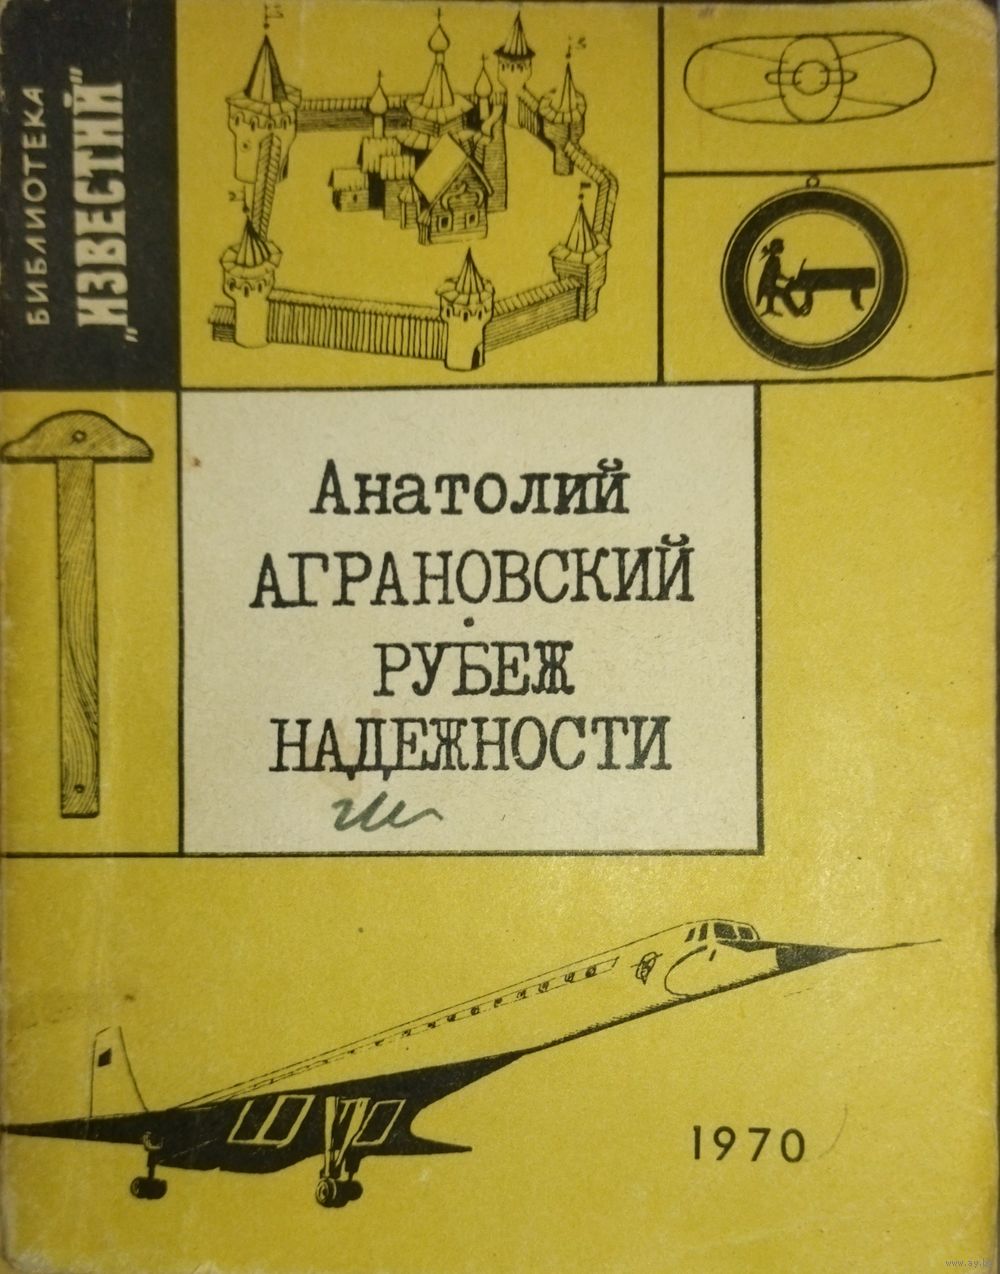 БИБЛИОТЕКА
„ИЗВЕСТИЙ"
Анатолий
АГРАНОВСКИЙ
РУБЕЖ
НАДЕЖНОСТИ
1970